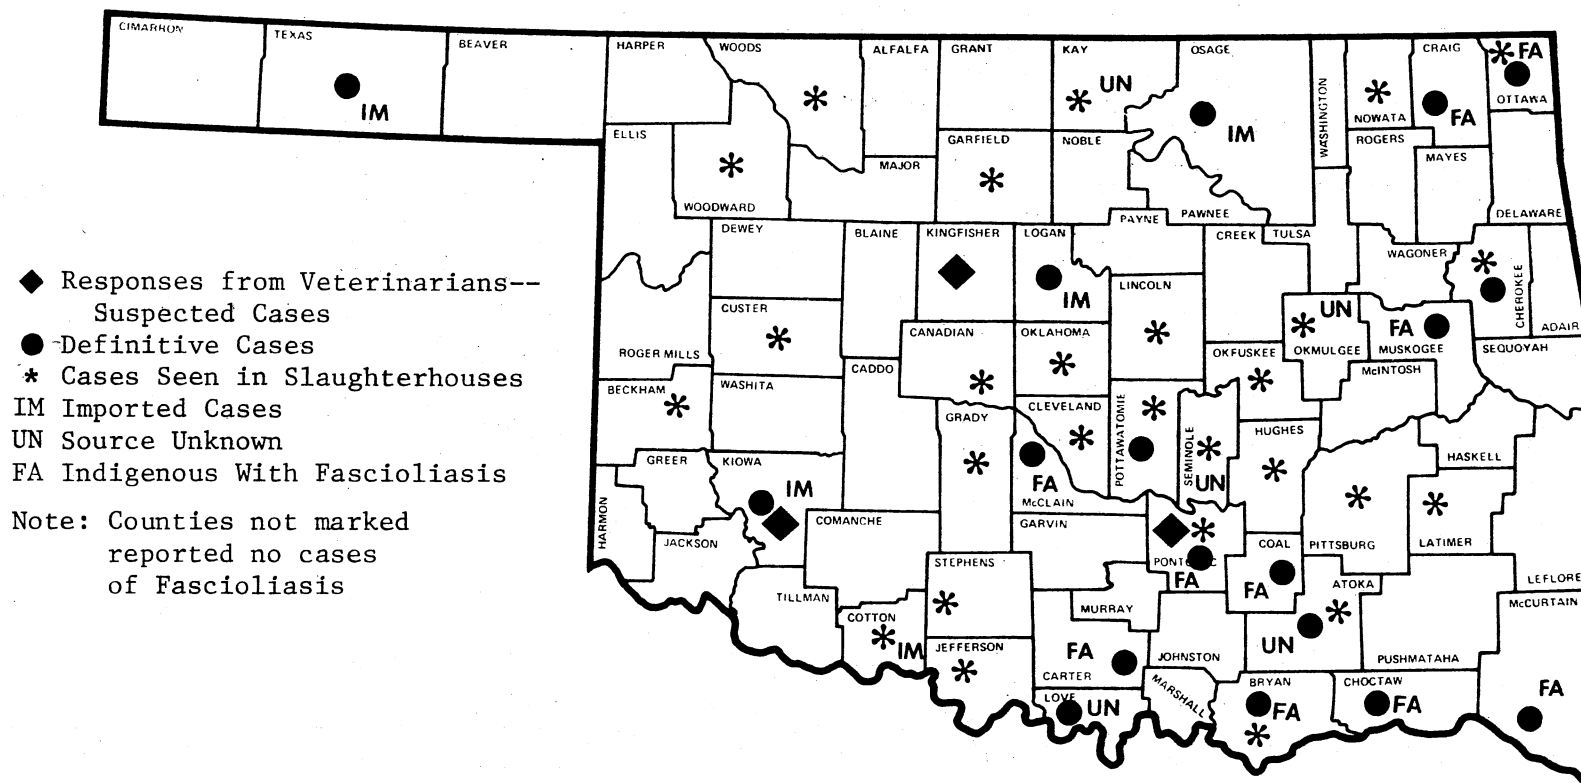 CIMARRON
TEXAS
IM
BEAVER
HARPER
WOODS
ALFALFA
GRANT
KAY
UN
OSAGE
IM
WASHINGTON
NOWATA
CRAIG
FA
FA
OTTAWA
ELLIS
WOODWARD
MAJOR
GARFIELD
NOBLE
PAYNE
PAWNEE
ROGERS
MAYES
DELAWARE
DEWEY
BLAINE
KINGFISHER
LOGAN
IM
LINCOLN
CREEK
TULSA
WAGONER
CHEROKEE
ADAIR
◆ Responses from Veterinarians--
Suspected Cases
● Definitive Cases
* Cases Seen in Slaughterhouses
IM Imported Cases
UN Source Unknown
FA Indigenous With Fascioliasis
Note: Counties not marked
reported no cases
of Fascioliasis
ROGER MILLS
CUSTER
CANADIAN
OKLAHOMA
OKFUSKEE
UN
OKMULGEE
FA
MUSKOGEE
McINTOSH
SEQUOYAH
BECKHAM
WASHITA
CADDO
GRADY
CLEVELAND
POTTAWATOMIE
SEMINOLE
UN
HUGHES
HASKELL
HARMON
GREER
KIOWA
IM
JACKSON
COMANCHE
FA
McCLAIN
GARVIN
FA
COAL
FA
PITTSBURG
LATIMER
LEFLORE
TILLMAN
COTTON
IM
STEPHENS
JEFFERSON
MURRAY
FA
CARTER
LOVE
UN
JOHNSTON
MARSHALL
ATOKA
UN
PUSHMATAHA
McCURTAIN
FA
BRYAN
FA
CHOCTAW
FA